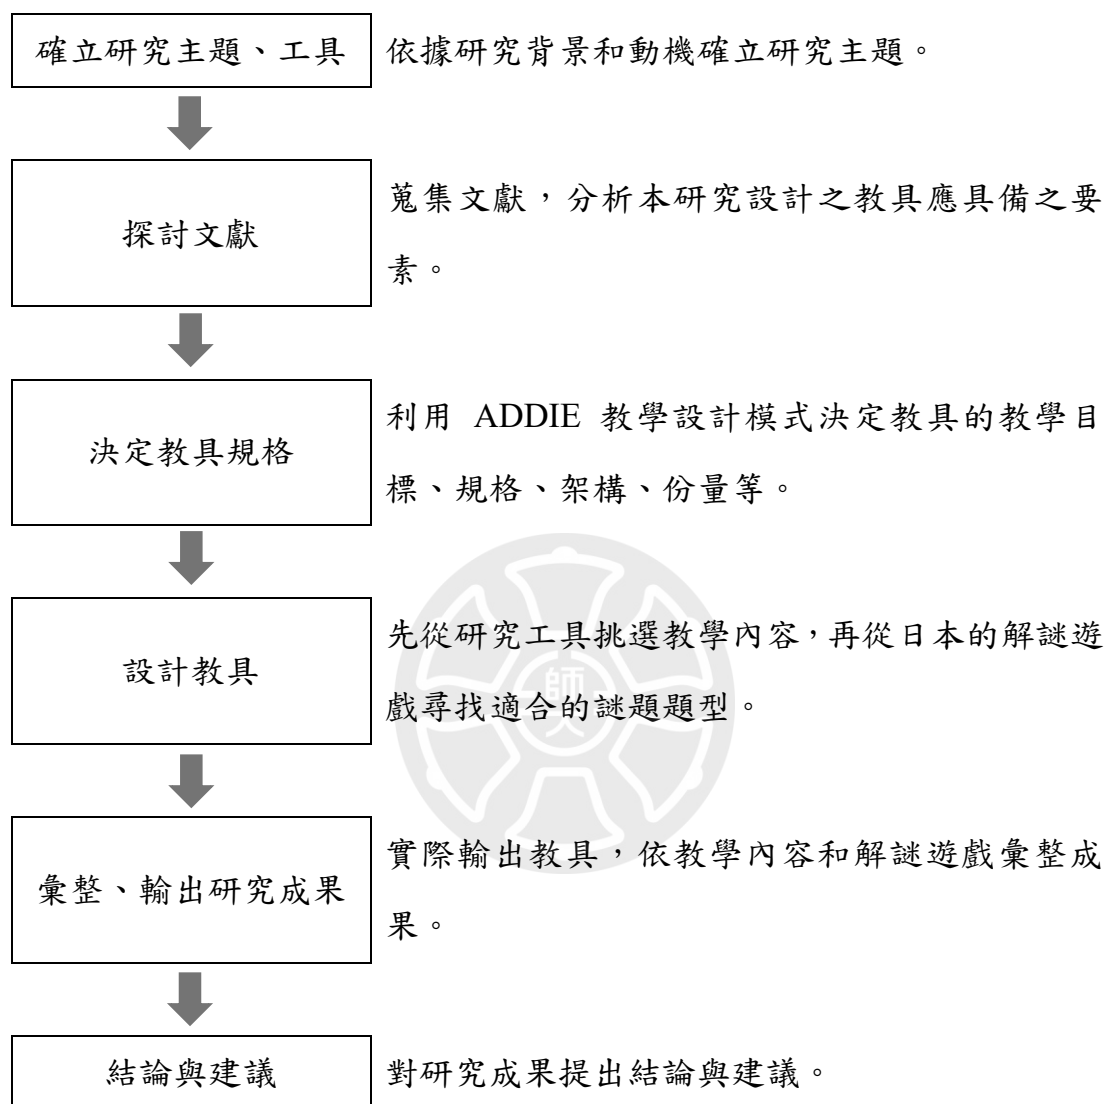 確立研究主題、工具
依據研究背景和動機確立研究主題。
探討文獻
蒐集文獻,分析本研究設計之教具應具備之要
素。
決定教具規格
利用 ADDIE 教學設計模式決定教具的教學目
標、規格、架構、份量等。
設計教具
先從研究工具挑選教學內容,再從日本的解謎遊
戲尋找適合的謎題題型。
師大
彙整、輸出研究成果
實際輸出教具,依教學內容和解謎遊戲彙整成
果。
結論與建議
對研究成果提出結論與建議。